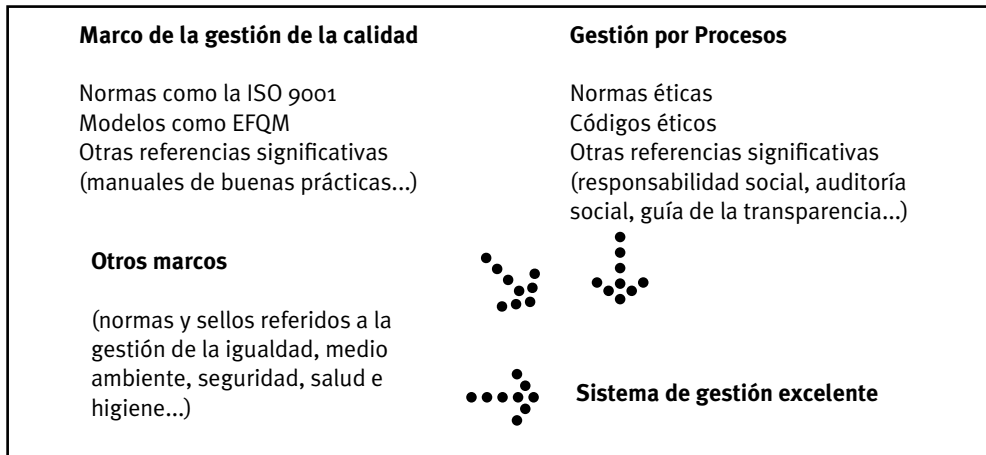 Marco de la gestión de la calidad
Normas como la ISO 9001
Modelos como EFQM
Otras referencias significativas
(manuales de buenas prácticas...)
Gestión por Procesos
Normas éticas
Códigos éticos
Otras referencias significativas
(responsabilidad social, auditoría
social, guía de la transparencia...)
Otros marcos
(normas y sellos referidos a la
gestión de la igualdad, medio
ambiente, seguridad, salud e
higiene...)
Sistema de gestión excelente